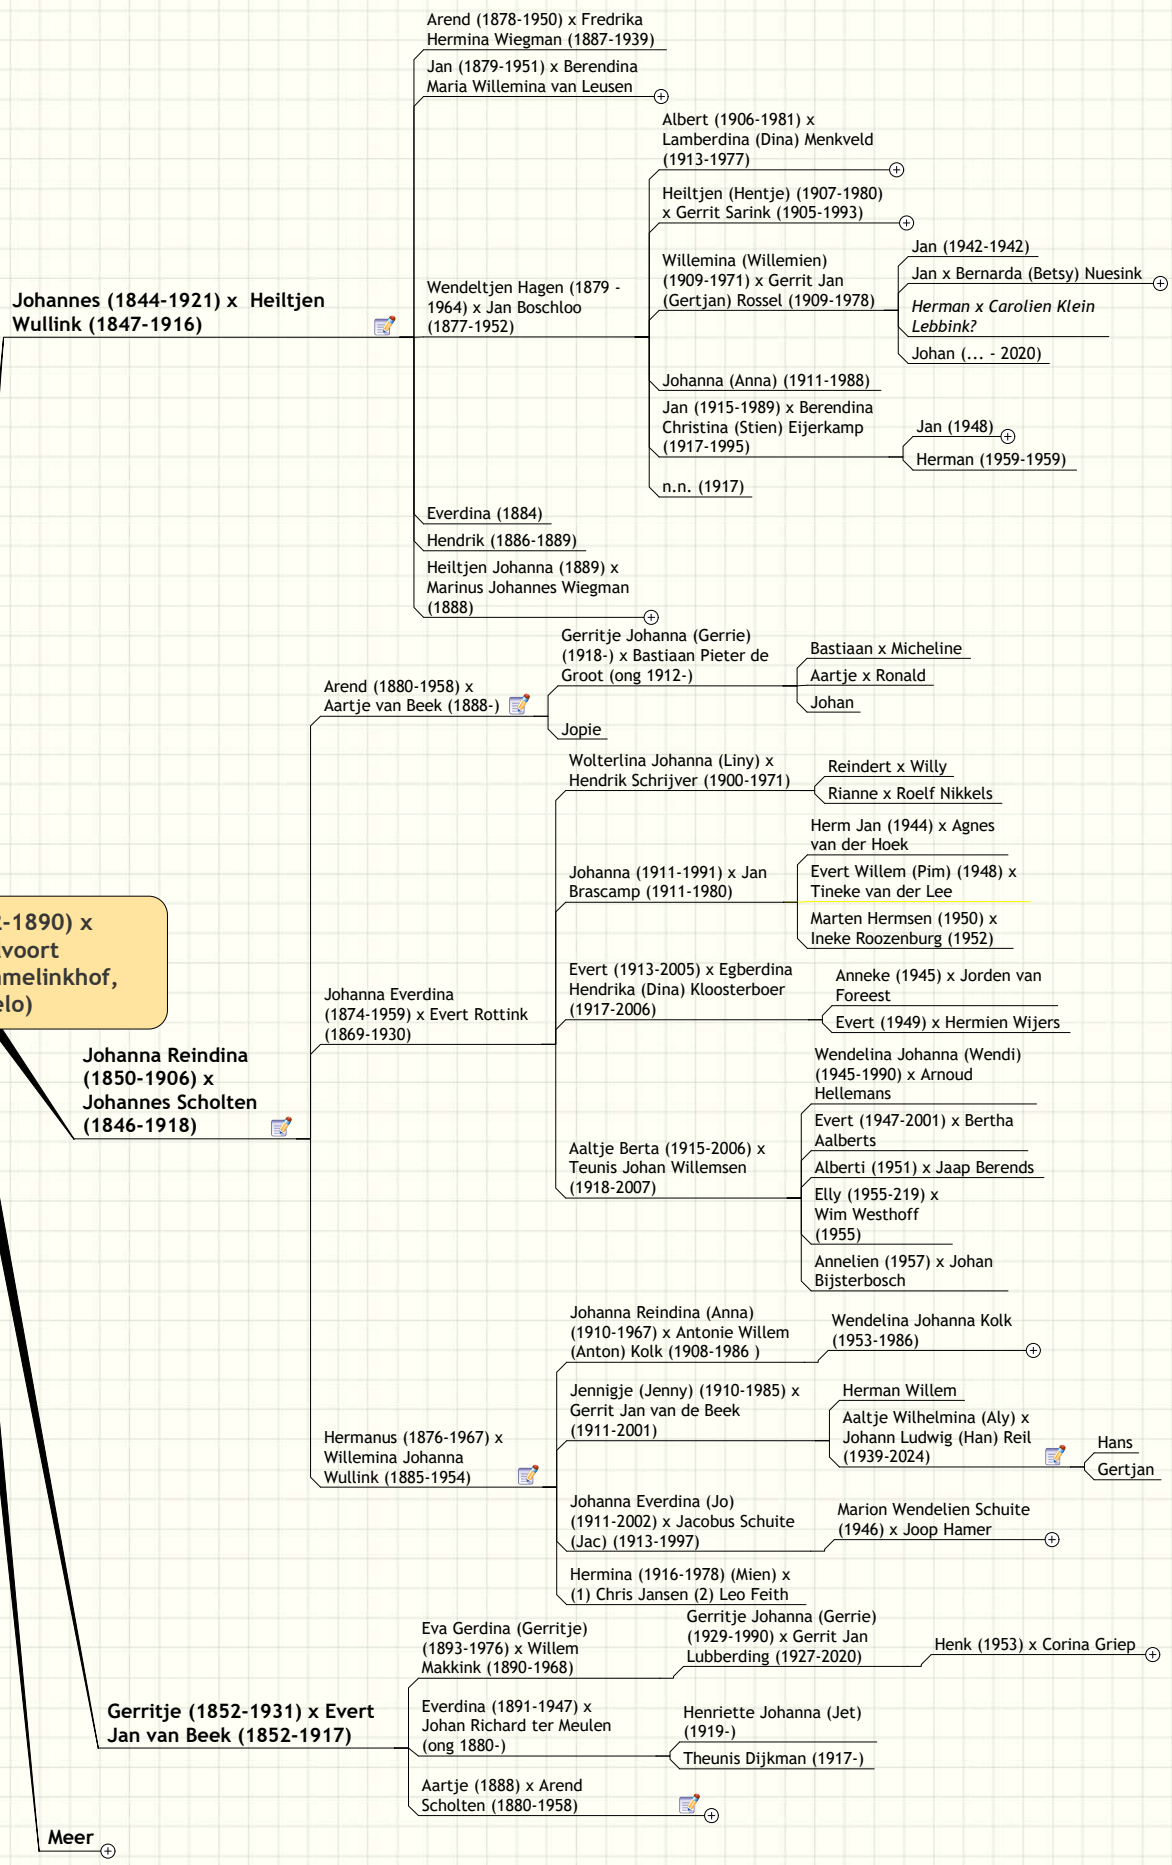 Arend (1878-1950) x Fredrika
Hermina Wiegman (1887-1939)
Jan (1879-1951) x Berendina
Maria Willemina van Leusen
Albert (1906-1981) x
Lamberdina (Dina) Menkveld
(1913-1977)
Heiltjen (Hentje) (1907-1980)
x Gerrit Sarink (1905-1993)
Willemina (Willemien)
(1909-1971) x Gerrit Jan
(Gertjan) Rossel (1909-1978)
Jan (1942-1942)
Jan x Bernarda (Betsy) Nuesink
Herman x Carolien Klein
Lebbink?
Johan (... - 2020)
Johannes (1844-1921) x Heiltjen
Wullink (1847-1916)
Wendeltjen Hagen (1879 -
1964) x Jan Boschloo
(1877-1952)
Johanna (Anna) (1911-1988)
Jan (1915-1989) x Berendina
Christina (Stien) Eijerkamp
(1917-1995)
Jan (1948)
Herman (1959-1959)
n.n. (1917)
Everdina (1884)
Hendrik (1886-1889)
Heiltjen Johanna (1889) x
Marinus Johannes Wiegman
(1888)
Gerritje Johanna (Gerrie)
(1918-) x Bastiaan Pieter de
Groot (ong 1912-)
Bastiaan x Micheline
Aartje x Ronald
Johan
Arend (1880-1958) x
Aartje van Beek (1888-)
Jopie
Wolterlina Johanna (Liny) x
Hendrik Schrijver (1900-1971)
Reindert x Willy
Rianne x Roelf Nikkels
Johanna (1911-1991) x Jan
Brascamp (1911-1980)
Herm Jan (1944) x Agnes
van der Hoek
Evert Willem (Pim) (1948) x
Tineke van der Lee
Marten Hermsen (1950) x
Ineke Roozenburg (1952)
-1890) x
voort
melinkhof,
elo)
Johanna Everdina
(1874-1959) x Evert Rottink
(1869-1930)
Evert (1913-2005) x Egberdina
Hendrika (Dina) Kloosterboer
(1917-2006)
Anneke (1945) x Jorden van
Foreest
Evert (1949) x Hermien Wijers
Johanna Reindina
(1850-1906) x
Johannes Scholten
(1846-1918)
Aaltje Berta (1915-2006) x
Teunis Johan Willemsen
(1918-2007)
Wendelina Johanna (Wendi)
(1945-1990) x Arnoud
Hellemans
Evert (1947-2001) x Bertha
Aalberts
Alberti (1951) x Jaap Berends
Elly (1955-219) x
Wim Westhoff
(1955)
Annelien (1957) x Johan
Bijsterbosch
Johanna Reindina (Anna)
(1910-1967) x Antonie Willem
(Anton) Kolk (1908-1986 )
Wendelina Johanna Kolk
(1953-1986)
Jennigje (Jenny) (1910-1985) x
Gerrit Jan van de Beek
(1911-2001)
Herman Willem
Aaltje Wilhelmina (Aly) x
Johann Ludwig (Han) Reil
(1939-2024)
Hans
Gertjan
Hermanus (1876-1967) x
Willemina Johanna
Wullink (1885-1954)
Johanna Everdina (Jo)
(1911-2002) x Jacobus Schuite
(Jac) (1913-1997)
Marion Wendelien Schuite
(1946) x Joop Hamer
Hermina (1916-1978) (Mien) x
(1) Chris Jansen (2) Leo Feith
Eva Gerdina (Gerritje)
(1893-1976) x Willem
Makkink (1890-1968)
Gerritje Johanna (Gerrie)
(1929-1990) x Gerrit Jan
Lubberding (1927-2020)
Henk (1953) x Corina Griep
Gerritje (1852-1931) x Evert
Jan van Beek (1852-1917)
Everdina (1891-1947) x
Johan Richard ter Meulen
(ong 1880-)
Henriette Johanna (Jet)
(1919-)
Theunis Dijkman (1917-)
Aartje (1888) x Arend
Scholten (1880-1958)
Meer